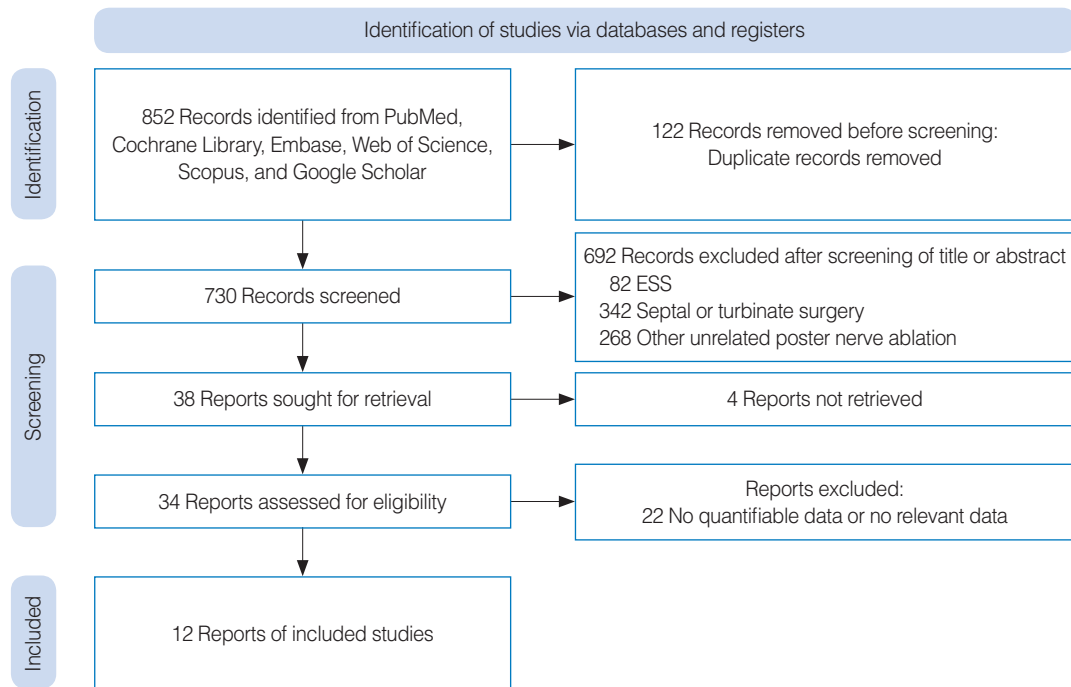 Identification of studies via databases and registers
Identification
852 Records identified from PubMed,
Cochrane Library, Embase, Web of Science,
Scopus, and Google Scholar
122 Records removed before screening:
Duplicate records removed
Screening
730 Records screened
692 Records excluded after screening of title or abstract
82 ESS
342 Septal or turbinate surgery
268 Other unrelated poster nerve ablation
38 Reports sought for retrieval
4 Reports not retrieved
34 Reports assessed for eligibility
Reports excluded:
22 No quantifiable data or no relevant data
Included
12 Reports of included studies